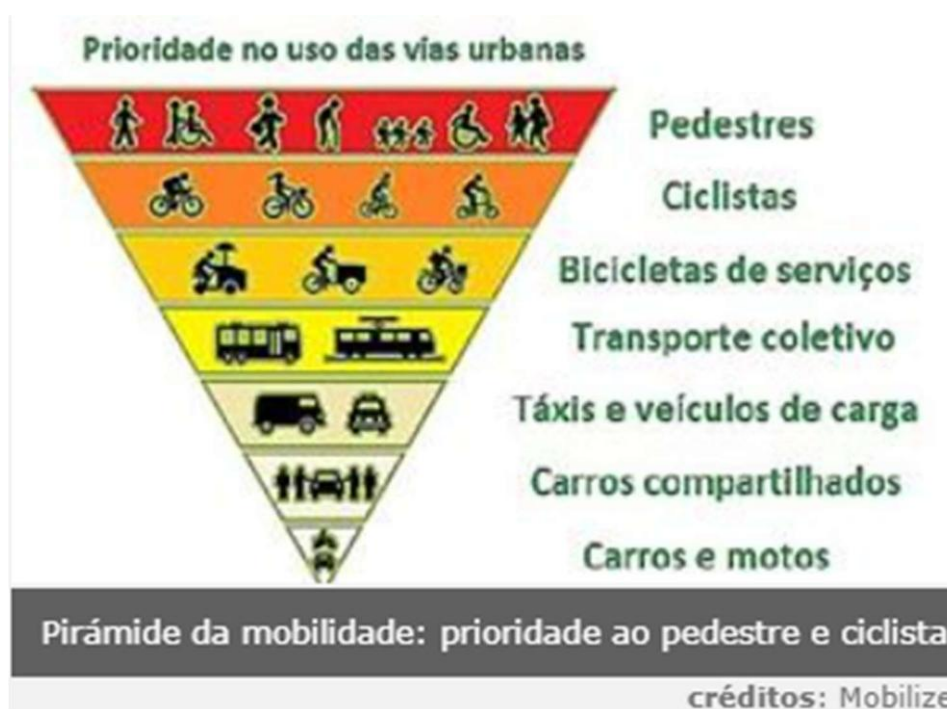 Prioridade no uso das vias urbanas
Pedestres
Ciclistas
Bicicletas de serviços
Transporte coletivo
Táxis e veículos de carga
Carros compartilhados
Carros e motos
Pirámide da mobilidade: prioridade ao pedestre e ciclista
créditos: Mobilize